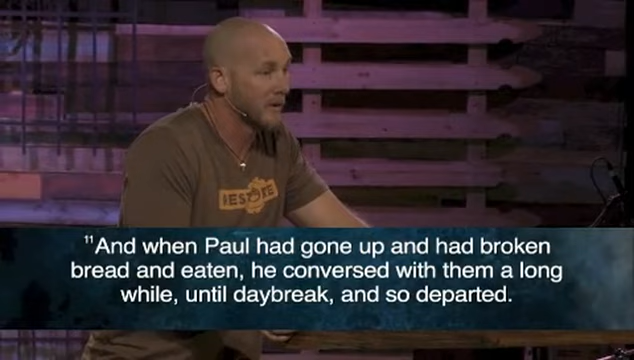 RESTORE
¹¹And when Paul had gone up and had broken
bread and eaten, he conversed with them a long
while, until daybreak, and so departed.